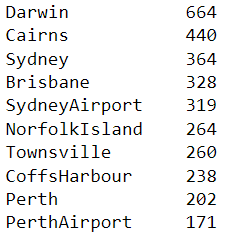 Darwin 664
Cairns 440
Sydney 364
Brisbane 328
SydneyAirport 319
NorfolkIsland 264
Townsville 260
CoffsHarbour 238
Perth 202
PerthAirport 171